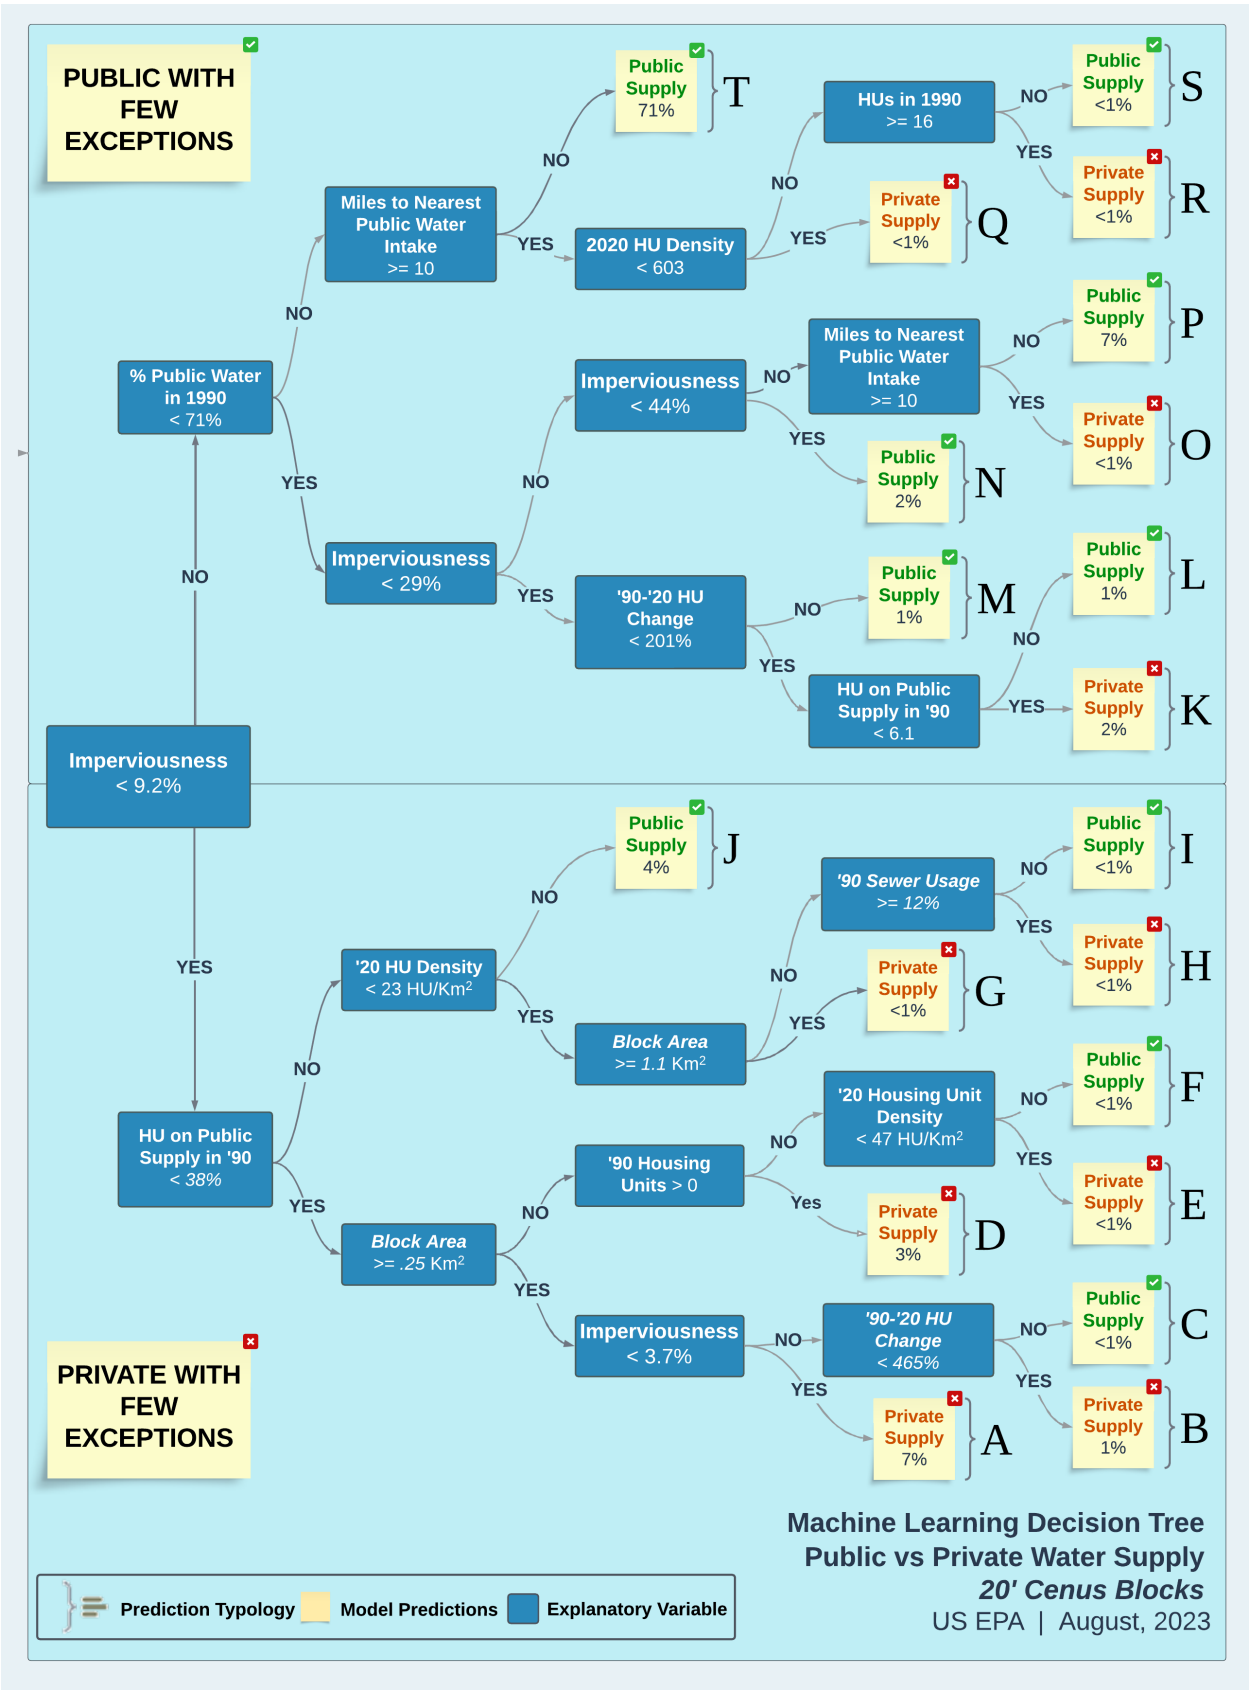 PUBLIC WITH
FEW
EXCEPTIONS
Public
Supply
71%
T
HUs in 1990
>= 16
NO
Public
Supply
<1%
S
YES
Private
Supply
<1%
R
NO
Miles to Nearest
Public Water
Intake
>= 10
YES
2020 HU Density
< 603
NO
YES
Private
Supply
<1%
Q
NO
% Public Water
in 1990
< 71%
YES
Imperviousness
< 44%
NO
Miles to Nearest
Public Water
Intake
>= 10
NO
Public
Supply
7%
P
YES
Private
Supply
<1%
O
YES
Public
Supply
2%
N
NO
Imperviousness
< 29%
YES
'90-'20 HU
Change
< 201%
NO
Public
Supply
1%
M
YES
HU on Public
Supply in '90
< 6.1
NO
Public
Supply
1%
L
YES
Private
Supply
2%
K
NO
Imperviousness
< 9.2%
YES
Public
Supply
4%
J
NO
'20 HU Density
< 23 HU/Km²
YES
Block Area
>= 1.1 Km²
NO
'90 Sewer Usage
>= 12%
NO
Public
Supply
<1%
I
YES
Private
Supply
<1%
H
YES
Private
Supply
<1%
G
NO
HU on Public
Supply in '90
< 38%
YES
Block Area
>= .25 Km²
NO
'90 Housing
Units > 0
NO
'20 Housing Unit
Density
< 47 HU/Km²
NO
Public
Supply
<1%
F
YES
Private
Supply
<1%
E
Yes
Private
Supply
3%
D
YES
Imperviousness
< 3.7%
NO
'90-'20 HU
Change
< 465%
NO
Public
Supply
<1%
C
YES
Private
Supply
1%
B
YES
Private
Supply
7%
A
PRIVATE WITH
FEW
EXCEPTIONS
Machine Learning Decision Tree
Public vs Private Water Supply
20' Cenus Blocks
US EPA | August, 2023
Prediction Typology
Model Predictions
Explanatory Variable